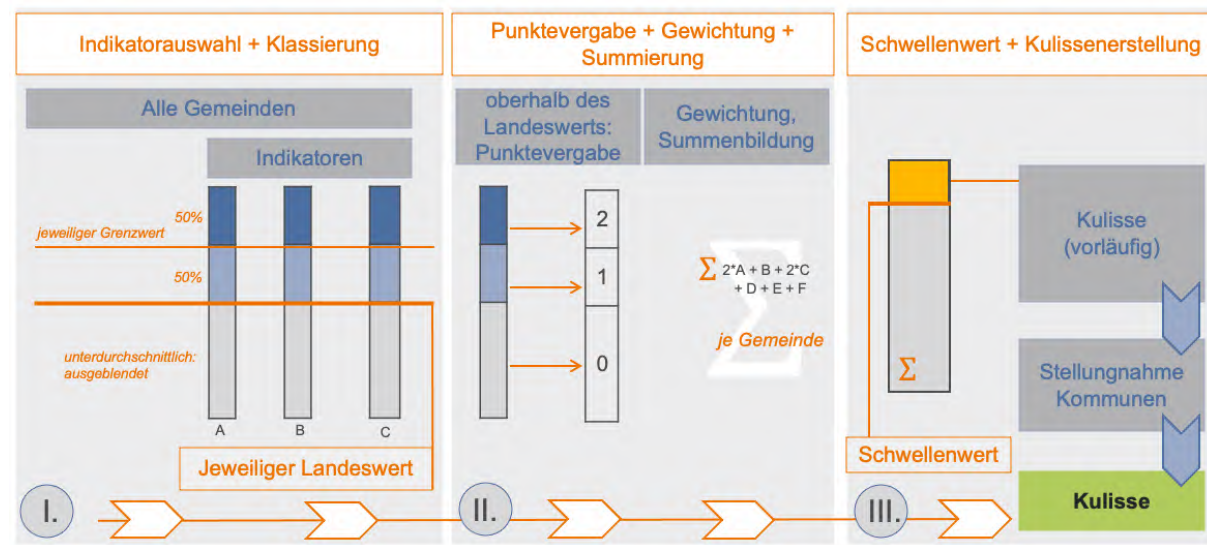 Indikatorauswahl + Klassierung
Alle Gemeinden
Indikatoren
50%
jeweiliger Grenzwert
50%
unterdurchschnittlich:
ausgeblendet
A
B
C
Jeweiliger Landeswert
I.
Punktevergabe + Gewichtung +
Summierung
oberhalb des
Landeswerts:
Punktevergabe
Gewichtung,
Summenbildung
2
1
0
Σ 2*A + B + 2*C
+ D + E + F
je Gemeinde
Σ
II.
Schwellenwert + Kulissenerstellung
Kulisse
(vorläufig)
Σ
Stellungnahme
Kommunen
Schwellenwert
Kulisse
III.